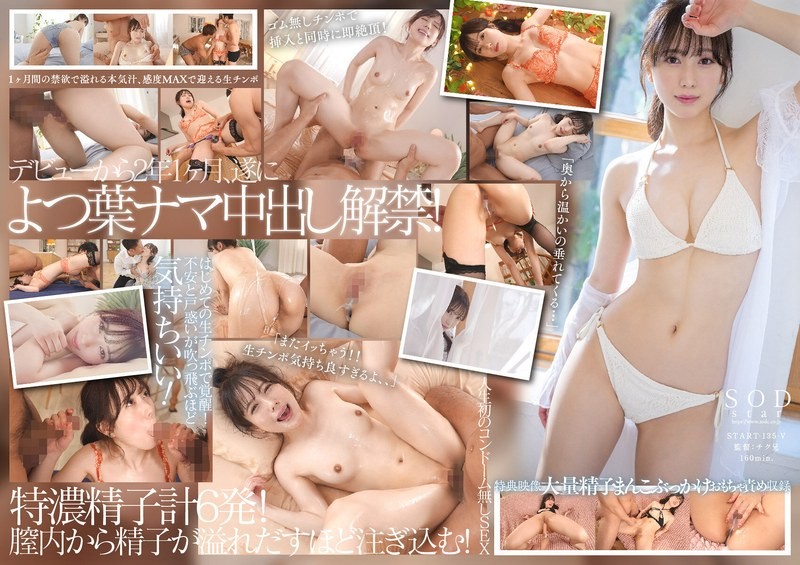 1ヶ月間の禁欲で溢れる本気汁、感度MAXで迎える生チンポ
ゴム無しチンポで
挿入と同時に即絶頂!
デビューから2年1ヶ月、遂に
よつ葉ナマ中出し解禁!
「奥から温かいの垂れてくる…」
はじめての生チンポで覚醒!
不安と戸惑いが吹っ飛ぶほど
気持ちいい!
「またイッちゃう!!
生チンポ気持ち良すぎるよ、、」
人生初のコンドーム無しSEX
特濃精子計6発!
膣内から精子が溢れだすほど注ぎ込む!
SOD
star
START-135-V
160min.
特典映像 大量精子まんこぶっかけおもちゃ責め収録